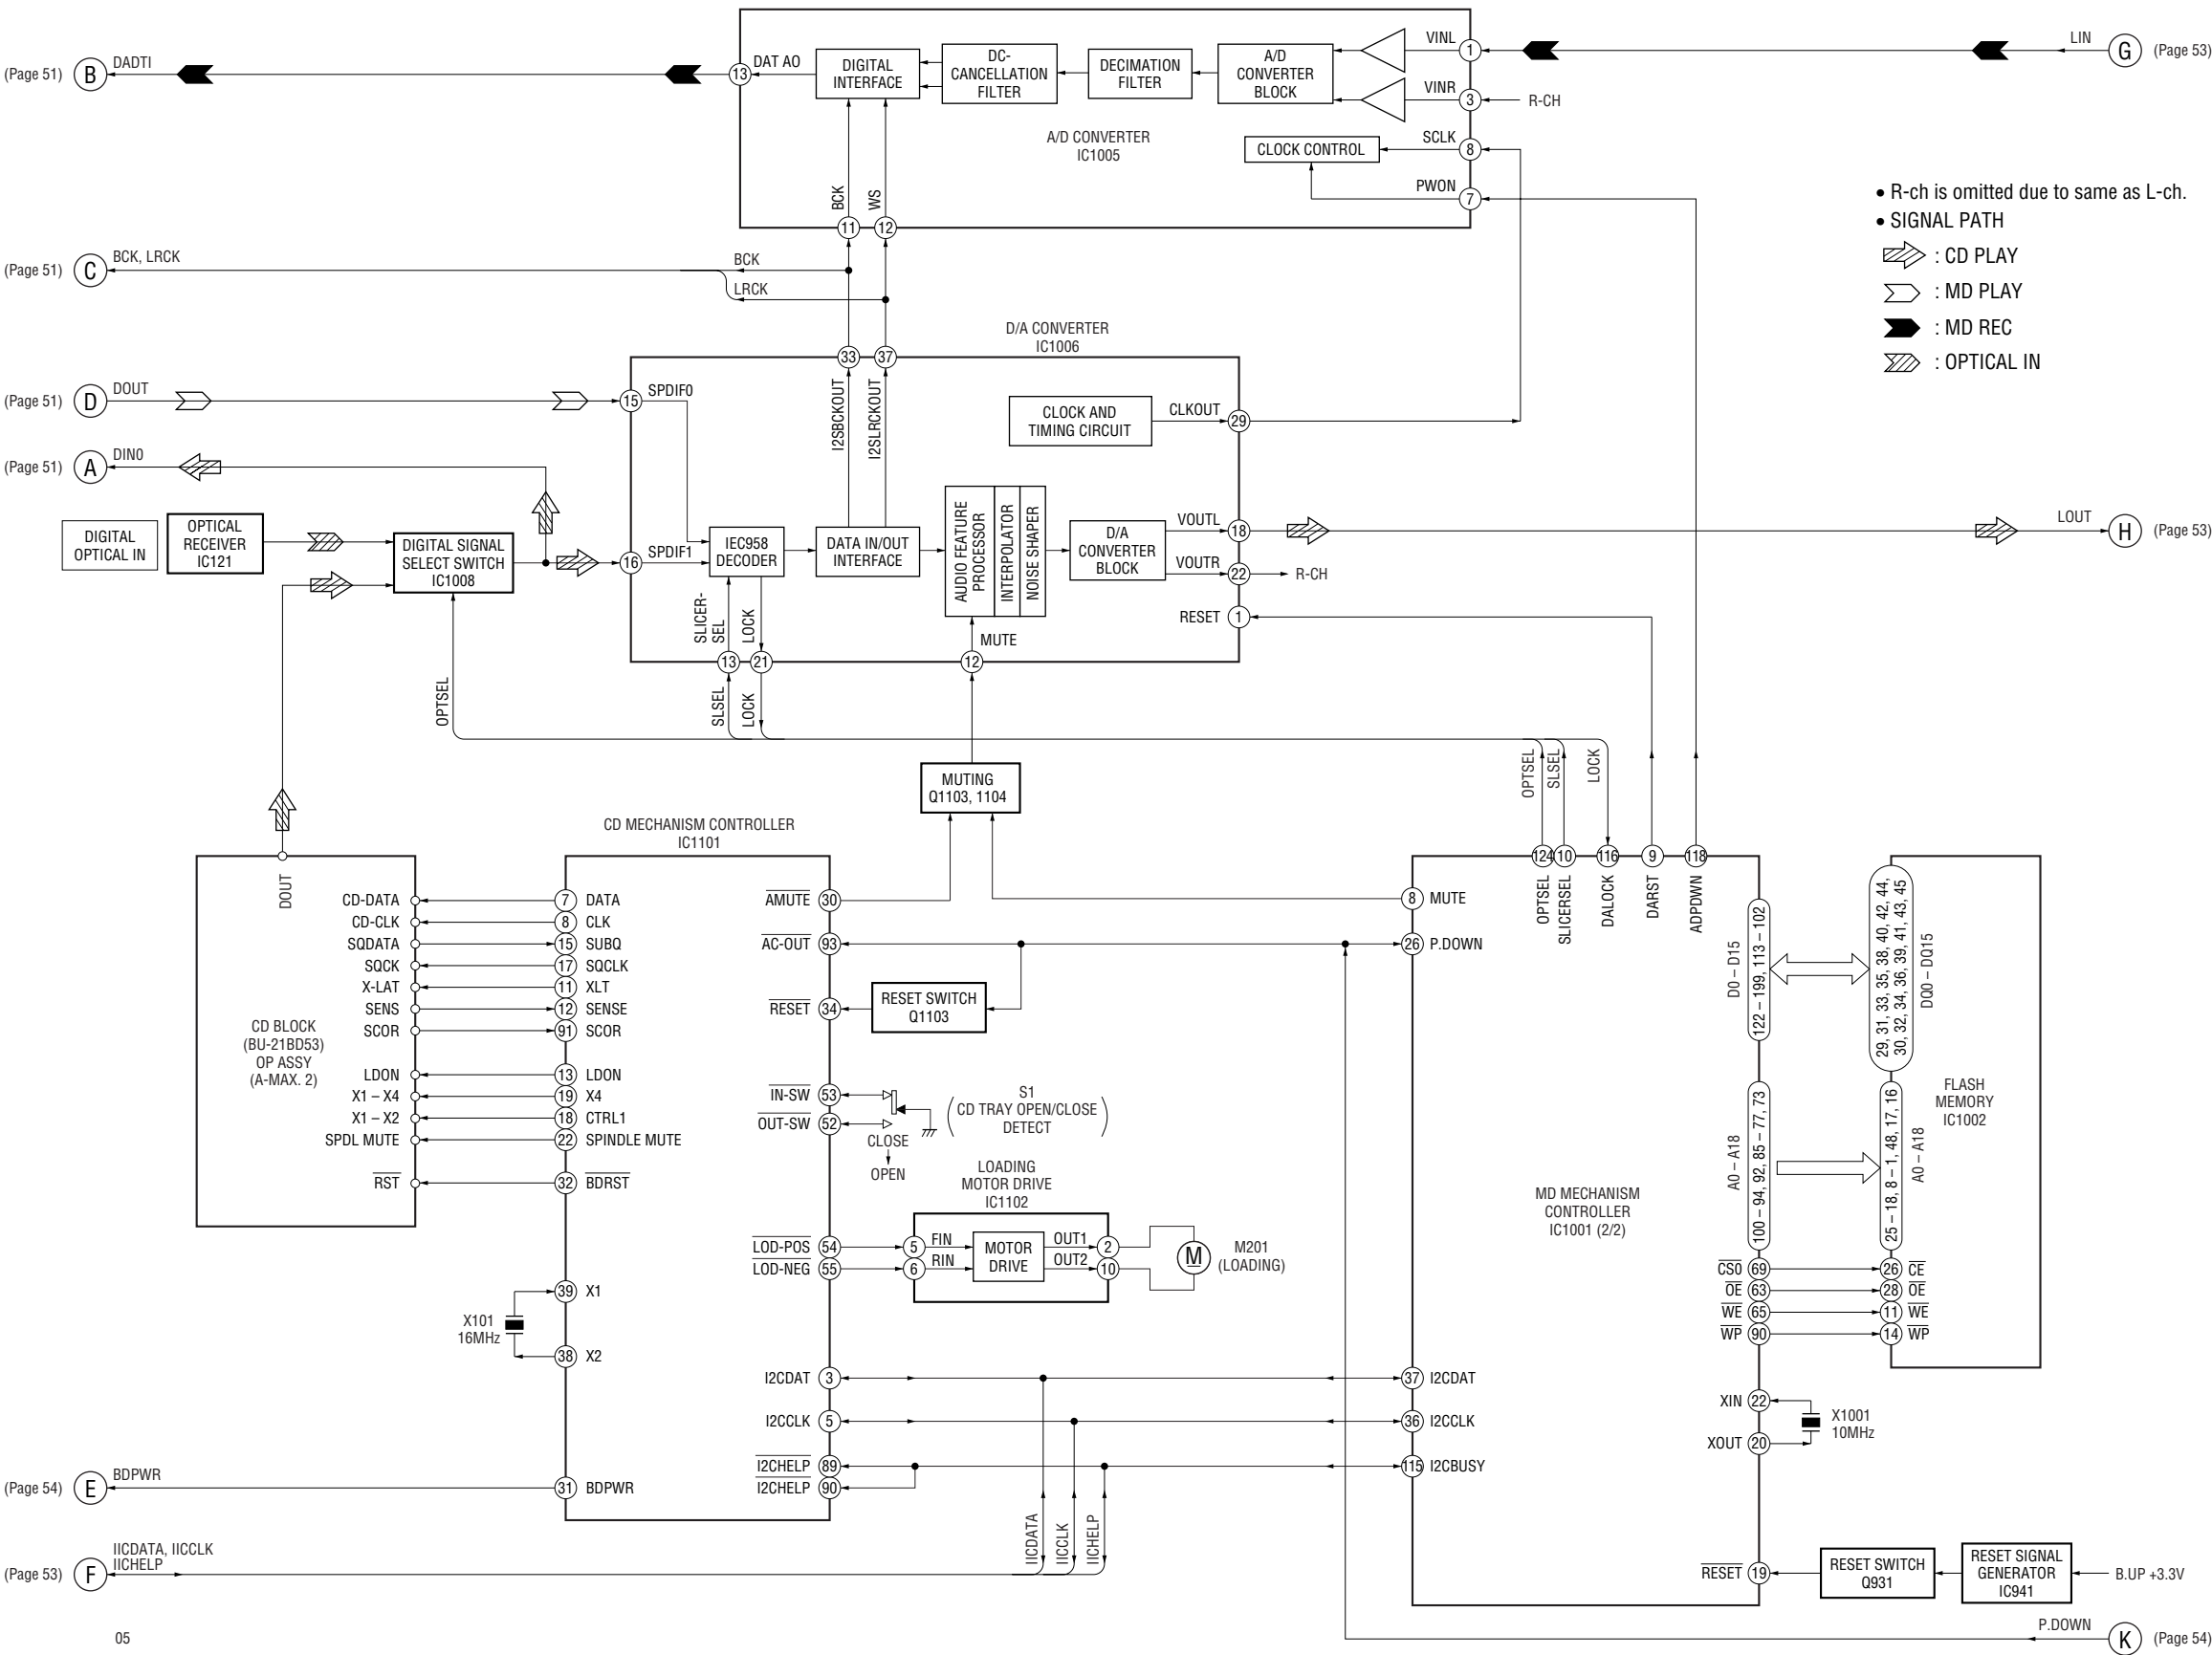 (Page 51) B DADTI
13 DAT AO
DIGITAL
INTERFACE
DC-
CANCELLATION
FILTER
DECIMATION
FILTER
A/D
CONVERTER
BLOCK
VINL 1
VINR 3
R-CH
LIN G (Page 53)
A/D CONVERTER
IC1005
CLOCK CONTROL
SCLK 8
PWON 7
BCK
WS
11 12
• R-ch is omitted due to same as L-ch.
• SIGNAL PATH
: CD PLAY
: MD PLAY
: MD REC
: OPTICAL IN
(Page 51) C BCK, LRCK
BCK
LRCK
D/A CONVERTER
IC1006
33 37
(Page 51) D DOUT
15 SPDIF0
I2SBCKOUT
I2SLRCKOUT
CLOCK AND
TIMING CIRCUIT
CLKOUT 29
(Page 51) A DIN0
DIGITAL
OPTICAL IN
OPTICAL
RECEIVER
IC121
DIGITAL SIGNAL
SELECT SWITCH
IC1008
16 SPDIF1
IEC958
DECODER
DATA IN/OUT
INTERFACE
AUDIO FEATURE
PROCESSOR
INTERPOLATOR
NOISE SHAPER
D/A
CONVERTER
BLOCK
VOUTL 18
VOUTR 22
R-CH
LOUT H (Page 53)
RESET 1
SLICER-
SEL
LOCK
MUTE
13 21 12
OPTSEL
SLSEL
LOCK
MUTING
Q1103, 1104
OPTSEL
SLSEL
LOCK
CD MECHANISM CONTROLLER
IC1101
DOUT
CD BLOCK
(BU-21BD53)
OP ASSY
(A-MAX. 2)
CD-DATA 7 DATA
CD-CLK 8 CLK
SQDATA 15 SUBQ
SQCK 17 SQCLK
X-LAT 11 XLT
SENS 12 SENSE
SCOR 91 SCOR
LDON 13 LDON
X1 – X4 19 X4
X1 – X2 18 CTRL1
SPDL MUTE 22 SPINDLE MUTE
RST 32 BDRST
X101
16MHz
39 X1
38 X2
AMUTE 30
AC-OUT 93
RESET 34
RESET SWITCH
Q1103
IN-SW 53
OUT-SW 52
CLOSE
OPEN
S1
CD TRAY OPEN/CLOSE
DETECT
LOADING
MOTOR DRIVE
IC1102
LOD-POS 54
LOD-NEG 55
5 FIN
6 RIN
MOTOR
DRIVE
OUT1 2
OUT2 10
M
M201
(LOADING)
I2CDAT 3
I2CCLK 5
I2CHELP 89
I2CHELP 90
(Page 54) E BDPWR
31 BDPWR
(Page 53) F IICDATA, IICCLK
IICHELP
IICDATA
IICCLK
IICHELP
124 10 116 9 118
OPTSEL
SLICERSEL
DALOCK
DARST
ADPDWN
8 MUTE
26 P.DOWN
MD MECHANISM
CONTROLLER
IC1001 (2/2)
D0 – D15
122 – 199, 113 – 102
29, 31, 33, 35, 38, 40, 42, 44,
30, 32, 34, 36, 39, 41, 43, 45
DQ0 – DQ15
A0 – A18
100 – 94, 92, 85 – 77, 73
25 – 18, 8 – 1, 48, 17, 16
A0 – A18
FLASH
MEMORY
IC1002
CS0 69 26 CE
OE 63 28 OE
WE 65 11 WE
WP 90 14 WP
37 I2CDAT
36 I2CCLK
115 I2CBUSY
XIN 22
XOUT 20
X1001
10MHz
RESET 19
RESET SWITCH
Q931
RESET SIGNAL
GENERATOR
IC941
B.UP +3.3V
P.DOWN K (Page 54)
05